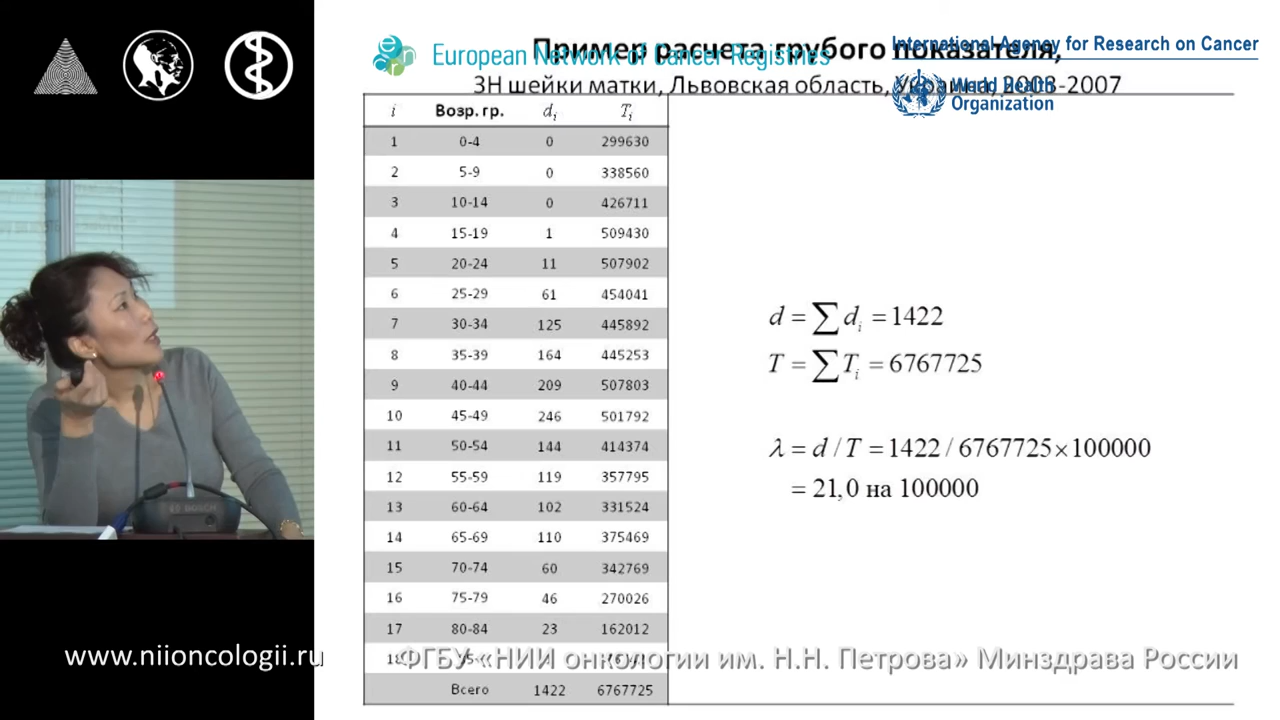 European Network of Cancer Registries
International Agency for Research on Cancer
World Health
Organization
Пример расчета грубого показателя,
ЗН шейки матки, Львовская область, Украина, 2003-2007
i Возр. гр. dᵢ Tᵢ
1 0-4 0 299630
2 5-9 0 338560
3 10-14 0 426711
4 15-19 1 509430
5 20-24 11 507902
6 25-29 61 454041
7 30-34 125 445892
8 35-39 164 445253
9 40-44 209 507803
10 45-49 246 501792
11 50-54 144 414374
12 55-59 119 357795
13 60-64 102 331524
14 65-69 110 375469
15 70-74 60 342769
16 75-79 46 270026
17 80-84 23 162012
18
Всего 1422 6767725
d = ∑ dᵢ = 1422
T = ∑ Tᵢ = 6767725
λ = d / T = 1422 / 6767725 × 100000
= 21,0 на 100000
BOSCH
www.niioncologii.ru
ФГБУ «НИИ онкологии им. Н.Н. Петрова» Минздрава России